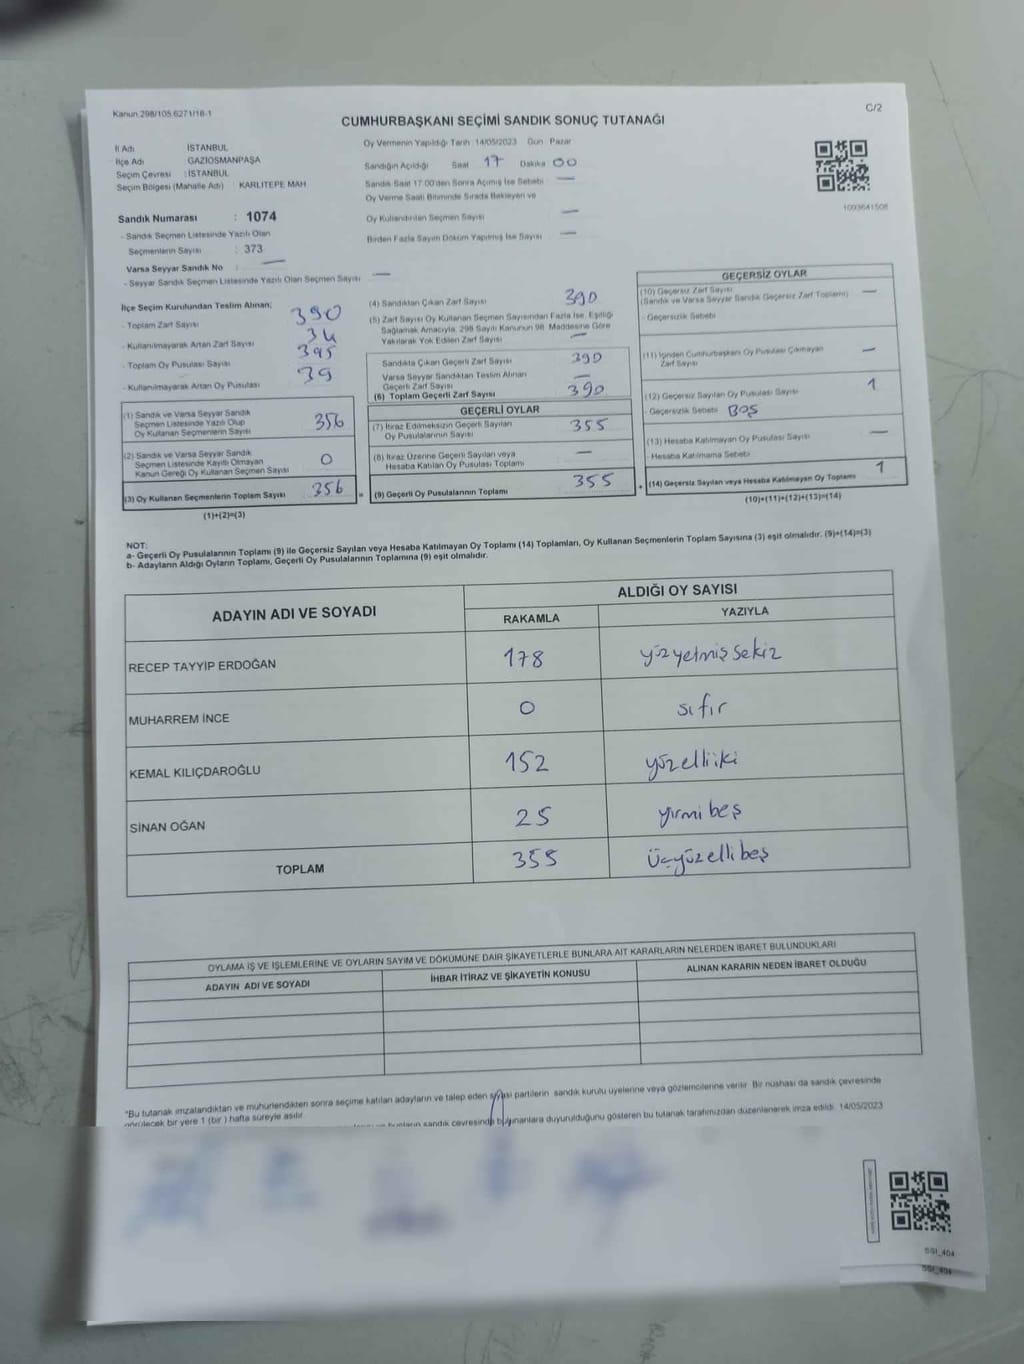 Kanun 298/105 6271/18-1
C/2
CUMHURBAŞKANI SEÇİMİ SANDIK SONUÇ TUTANAĞI
İl Adı : İSTANBUL
İlçe Adı GAZİOSMANPAŞA
Seçim Çevresi : İSTANBUL
Seçim Bölgesi (Mahalle Adı) KARLITEPE MAH
Sandık Numarası : 1074
- Sandık Seçmen Listesinde Yazılı Olan
Seçmenlerin Sayısı : 373
Varsa Seyyar Sandık No : —
- Seyyar Sandık Seçmen Listesinde Yazılı Olan Seçmen Sayısı —
Oy Vermenin Yapıldığı Tarih :14/05/2023 Gün Pazar
Sandığın Açıldığı Saat 17 Dakika 00
Sandık Saat 17:00'den Sonra Açılmış İse Sebebi —
Oy Verme Saati Bitiminde Sırada Bekleyen ve
Oy Kullandırılan Seçmen Sayısı —
Birden Fazla Sayım Döküm Yapılmış İse Sayısı —
1003641508
İlçe Seçim Kurulundan Teslim Alınan;
- Toplam Zarf Sayısı 390
- Kullanılmayarak Artan Zarf Sayısı 34
- Toplam Oy Pusulası Sayısı 395
- Kullanılmayarak Artan Oy Pusulası 39
(1) Sandık ve Varsa Seyyar Sandık
Seçmen Listesinde Yazılı Olup
Oy Kullanan Seçmenlerin Sayısı 356
(2) Sandık ve Varsa Seyyar Sandık
Seçmen Listesinde Kayıtlı Olmayan
Kanun Gereği Oy Kullanan Seçmen Sayısı 0
(3) Oy Kullanan Seçmenlerin Toplam Sayısı 356
(1)+(2)=(3)
(4) Sandıktan Çıkan Zarf Sayısı 390
(5) Zarf Sayısı Oy Kullanan Seçmen Sayısından Fazla İse, Eşitliği
Sağlamak Amacıyla, 298 Sayılı Kanunun 98. Maddesine Göre
Yakılarak Yok Edilen Zarf Sayısı —
Sandıkta Çıkan Geçerli Zarf Sayısı 390
Varsa Seyyar Sandıktan Teslim Alınan
Geçerli Zarf Sayısı —
(6) Toplam Geçerli Zarf Sayısı 390
GEÇERLİ OYLAR
(7) İtiraz Edilmeksizin Geçerli Sayılan
Oy Pusulalarının Sayısı 355
(8) İtiraz Üzerine Geçerli Sayılan veya
Hesaba Katılan Oy Pusulası Toplamı —
= (9) Geçerli Oy Pusulalarının Toplamı 355
GEÇERSİZ OYLAR
(10) Geçersiz Zarf Sayısı —
(Sandık ve Varsa Seyyar Sandık Geçersiz Zarf Toplamı)
- Geçersizlik Sebebi
(11) İçinden Cumhurbaşkanı Oy Pusulası Çıkmayan
Zarf Sayısı —
(12) Geçersiz Sayılan Oy Pusulası Sayısı 1
- Geçersizlik Sebebi BOŞ
(13) Hesaba Katılmayan Oy Pusulası Sayısı —
Hesaba Katılmama Sebebi
+ (14) Geçersiz Sayılan veya Hesaba Katılmayan Oy Toplamı 1
(10)+(11)+(12)+(13)=(14)
NOT:
a- Geçerli Oy Pusulalarının Toplamı (9) ile Geçersiz Sayılan veya Hesaba Katılmayan Oy Toplamı (14) Toplamları, Oy Kullanan Seçmenlerin Toplam Sayısına (3) eşit olmalıdır. (9)+(14)=(3)
b- Adayların Aldığı Oyların Toplamı, Geçerli Oy Pusulalarının Toplamına (9) eşit olmalıdır.
ADAYIN ADI VE SOYADI
ALDIĞI OY SAYISI
RAKAMLA YAZIYLA
RECEP TAYYİP ERDOĞAN 178 yüzyetmiş sekiz
MUHARREM İNCE 0 sıfır
KEMAL KILIÇDAROĞLU 152 yüzelliiki
SİNAN OĞAN 25 yirmi beş
TOPLAM 355 üçyüzelli beş
OYLAMA İŞ VE İŞLEMLERİNE VE OYLARIN SAYIM VE DÖKÜMÜNE DAİR ŞİKAYETLERLE BUNLARA AİT KARARLARIN NELERDEN İBARET BULUNDUKLARI
ADAYIN ADI VE SOYADI İHBAR İTİRAZ VE ŞİKAYETİN KONUSU ALINAN KARARIN NEDEN İBARET OLDUĞU
*Bu tutanak imzalandıktan ve mühürlendikten sonra seçime katılan adayların ve talep eden siyasi partilerin sandık kurulu üyelerine veya gözlemcilerine verilir. Bir nüshası da sandık çevresinde
görülecek bir yere 1 (bir) hafta süreyle asılır.
sandık çevresinde bulunanlara duyurulduğunu gösteren bu tutanak tarafımızdan düzenlenerek imza edildi. 14/05/2023
SSI_404
SSI_404